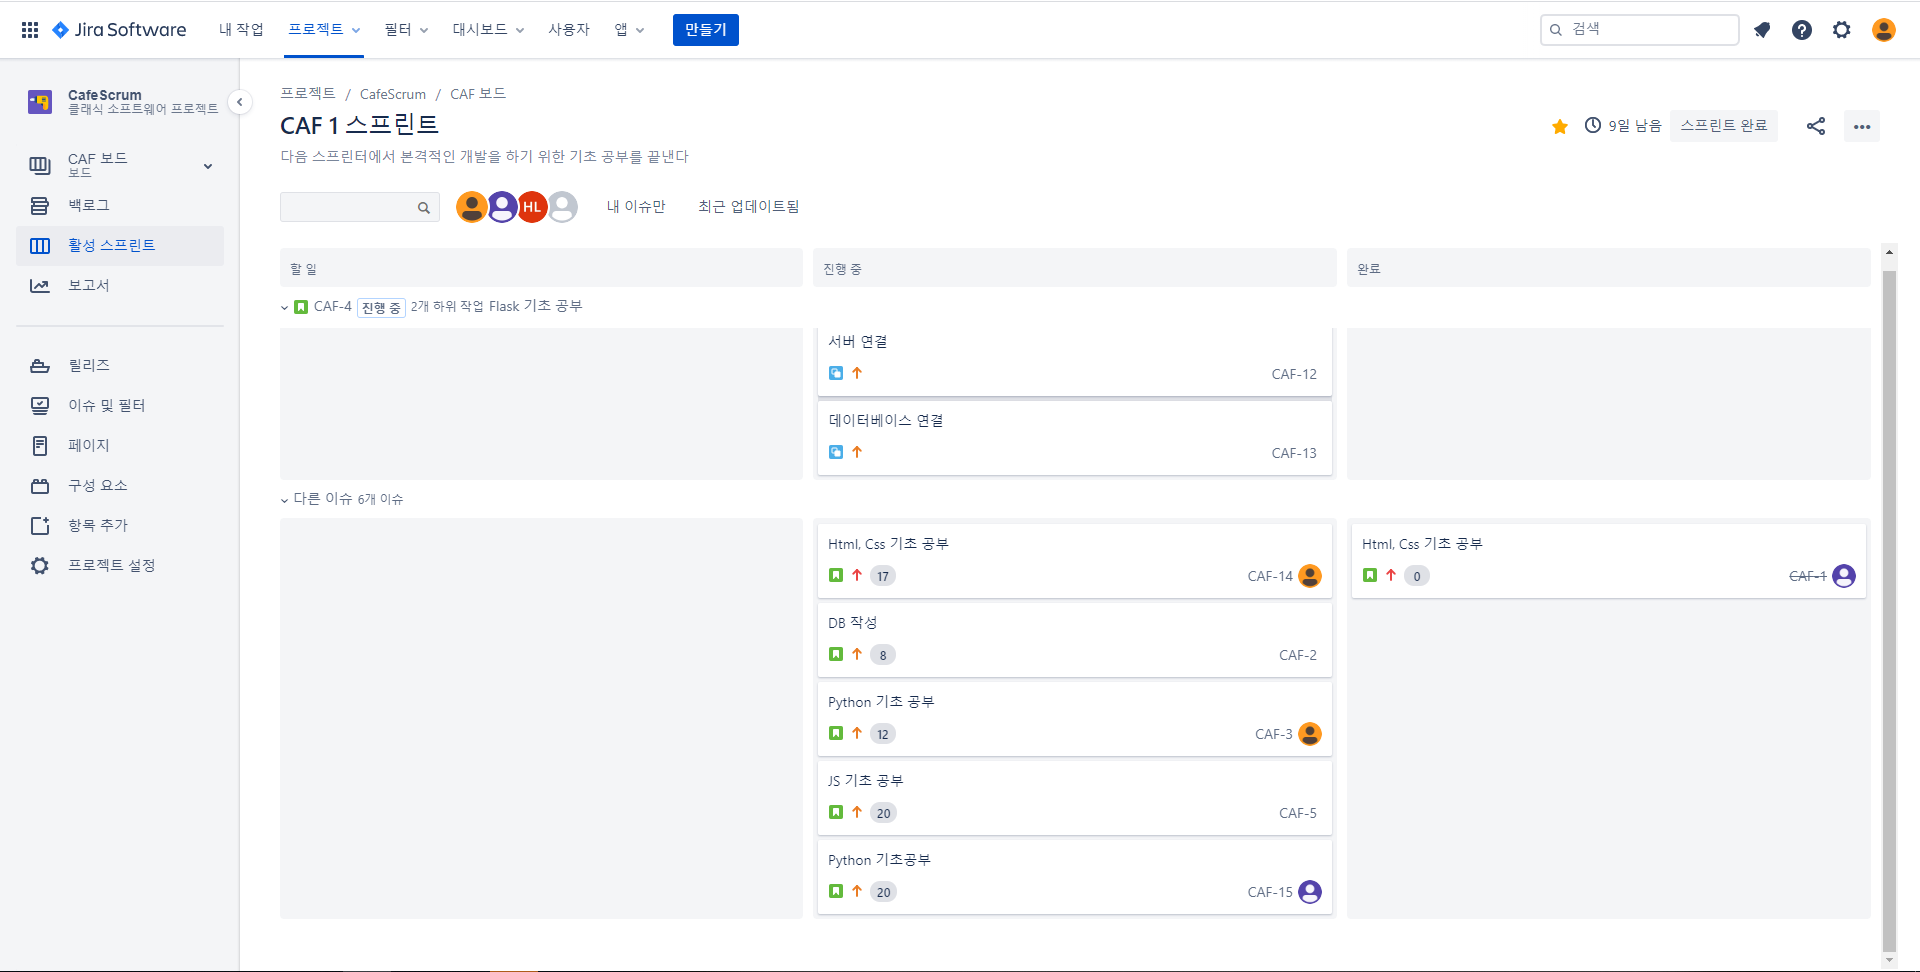 Jira Software
내 작업
프로젝트
필터
대시보드
사용자
앱
만들기
검색
CafeScrum
클래식 소프트웨어 프로젝트
CAF 보드
보드
백로그
활성 스프린트
보고서
릴리즈
이슈 및 필터
페이지
구성 요소
항목 추가
프로젝트 설정
프로젝트 / CafeScrum / CAF 보드
CAF 1 스프린트
9일 남음
스프린트 완료
다음 스프린터에서 본격적인 개발을 하기 위한 기초 공부를 끝낸다
HL
내 이슈만
최근 업데이트됨
할 일
진행 중
완료
CAF-4 진행 중 2개 하위 작업 Flask 기초 공부
서버 연결
CAF-12
데이터베이스 연결
CAF-13
다른 이슈 6개 이슈
Html, Css 기초 공부
17 CAF-14
DB 작성
8 CAF-2
Python 기초 공부
12 CAF-3
JS 기초 공부
20 CAF-5
Python 기초공부
20 CAF-15
Html, Css 기초 공부
0 CAF-1